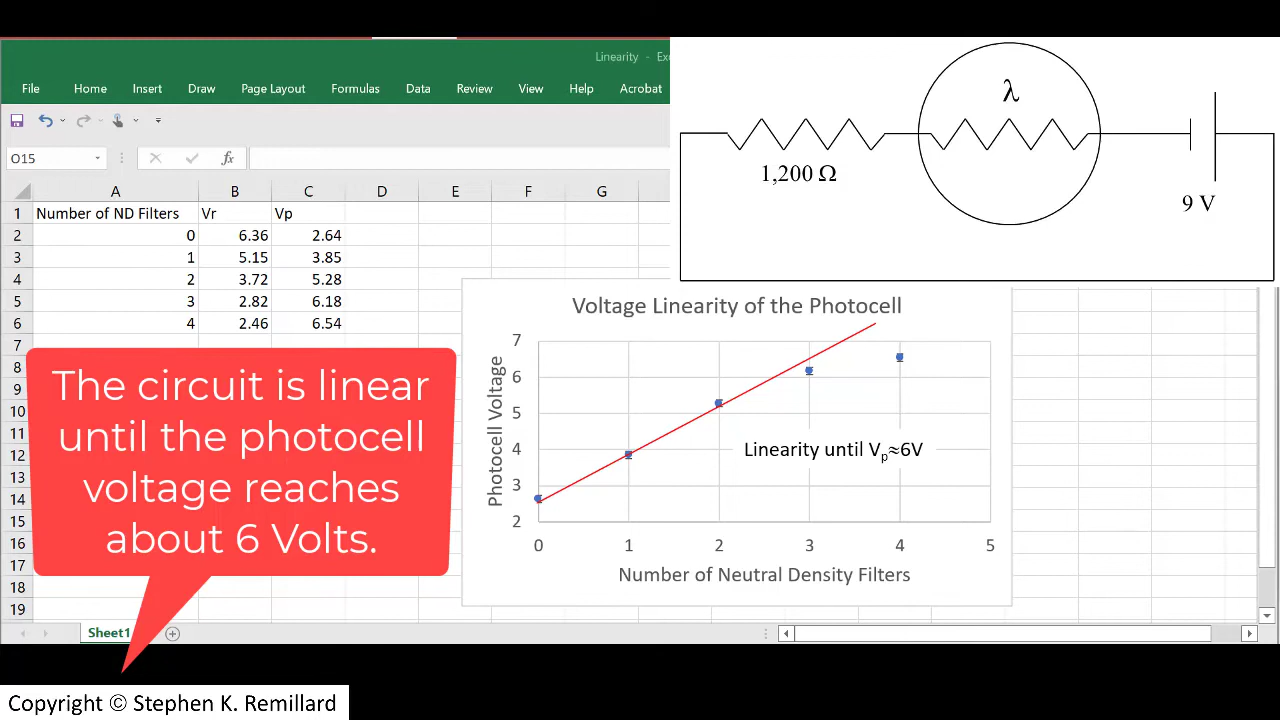 Linearity - Exc
File Home Insert Draw Page Layout Formulas Data Review View Help Acrobat
O15 fx
A B C D E F G
1 Number of ND Filters Vr Vp
2 0 6.36 2.64
3 1 5.15 3.85
4 2 3.72 5.28
5 3 2.82 6.18
6 4 2.46 6.54
7
8
9
10
11
12
13
14
15
16
17
18
19
λ
1,200 Ω
9 V
Voltage Linearity of the Photocell
Photocell Voltage
7
6
5
4
3
2
0 1 2 3 4 5
Number of Neutral Density Filters
Linearity until Vp≈6V
The circuit is linear
until the photocell
voltage reaches
about 6 Volts.
Sheet1
Copyright © Stephen K. Remillard